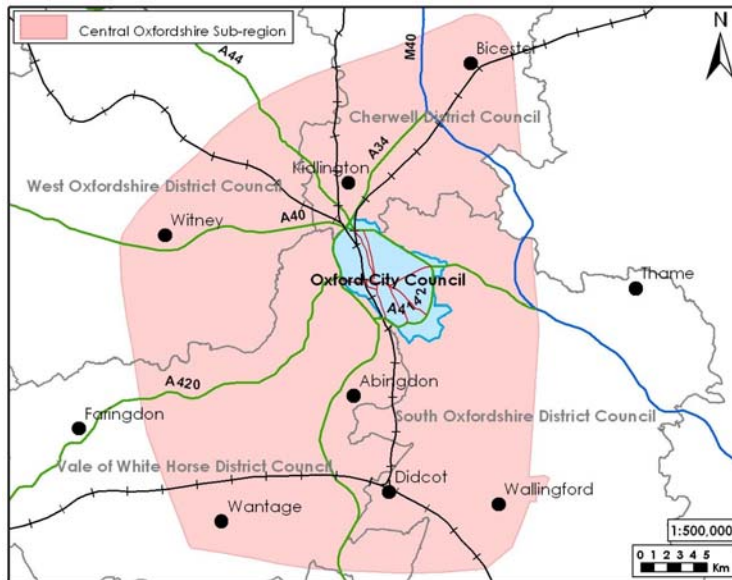 Central Oxfordshire Sub-region
N
A44
M40
Bicester
Cherwell District Council
A34
Kidlington
West Oxfordshire District Council
A40
Witney
Oxford City Council
Thame
A420
Abingdon
Faringdon
South Oxfordshire District Council
Vale of White Horse District Council
Didcot
Wallingford
Wantage
1:500,000
0 1 2 3 4 5
Km